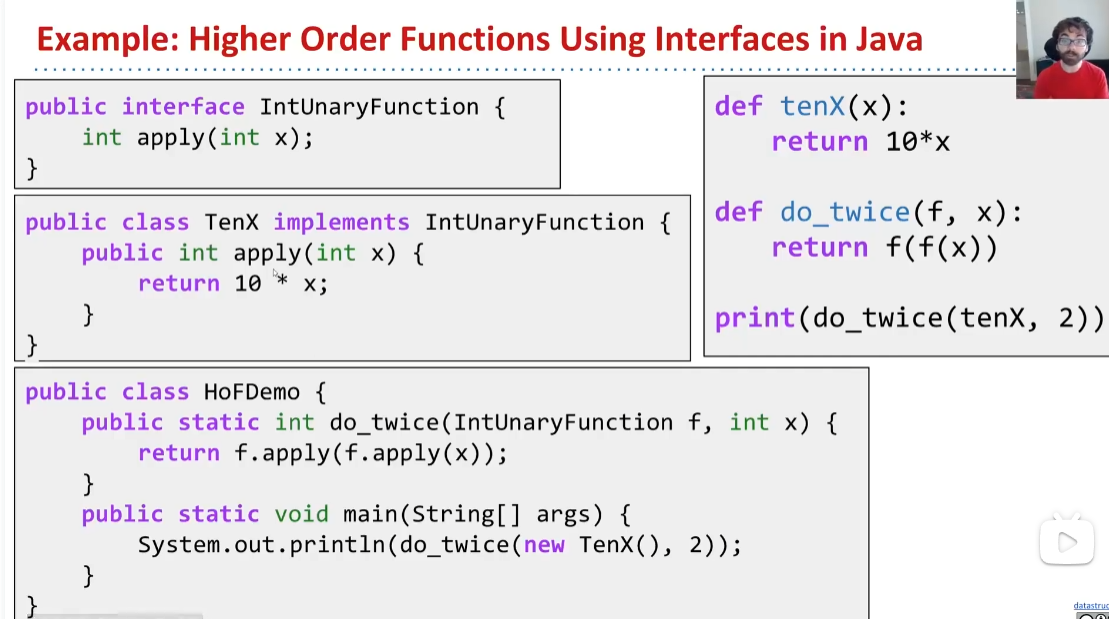 Example: Higher Order Functions Using Interfaces in Java
public interface IntUnaryFunction {
    int apply(int x);
}
public class TenX implements IntUnaryFunction {
    public int apply(int x) {
        return 10 * x;
    }
}
public class HoFDemo {
    public static int do_twice(IntUnaryFunction f, int x) {
        return f.apply(f.apply(x));
    }
    public static void main(String[] args) {
        System.out.println(do_twice(new TenX(), 2));
    }
}
def tenX(x):
    return 10*x
def do_twice(f, x):
    return f(f(x))
print(do_twice(tenX, 2))
datastruc